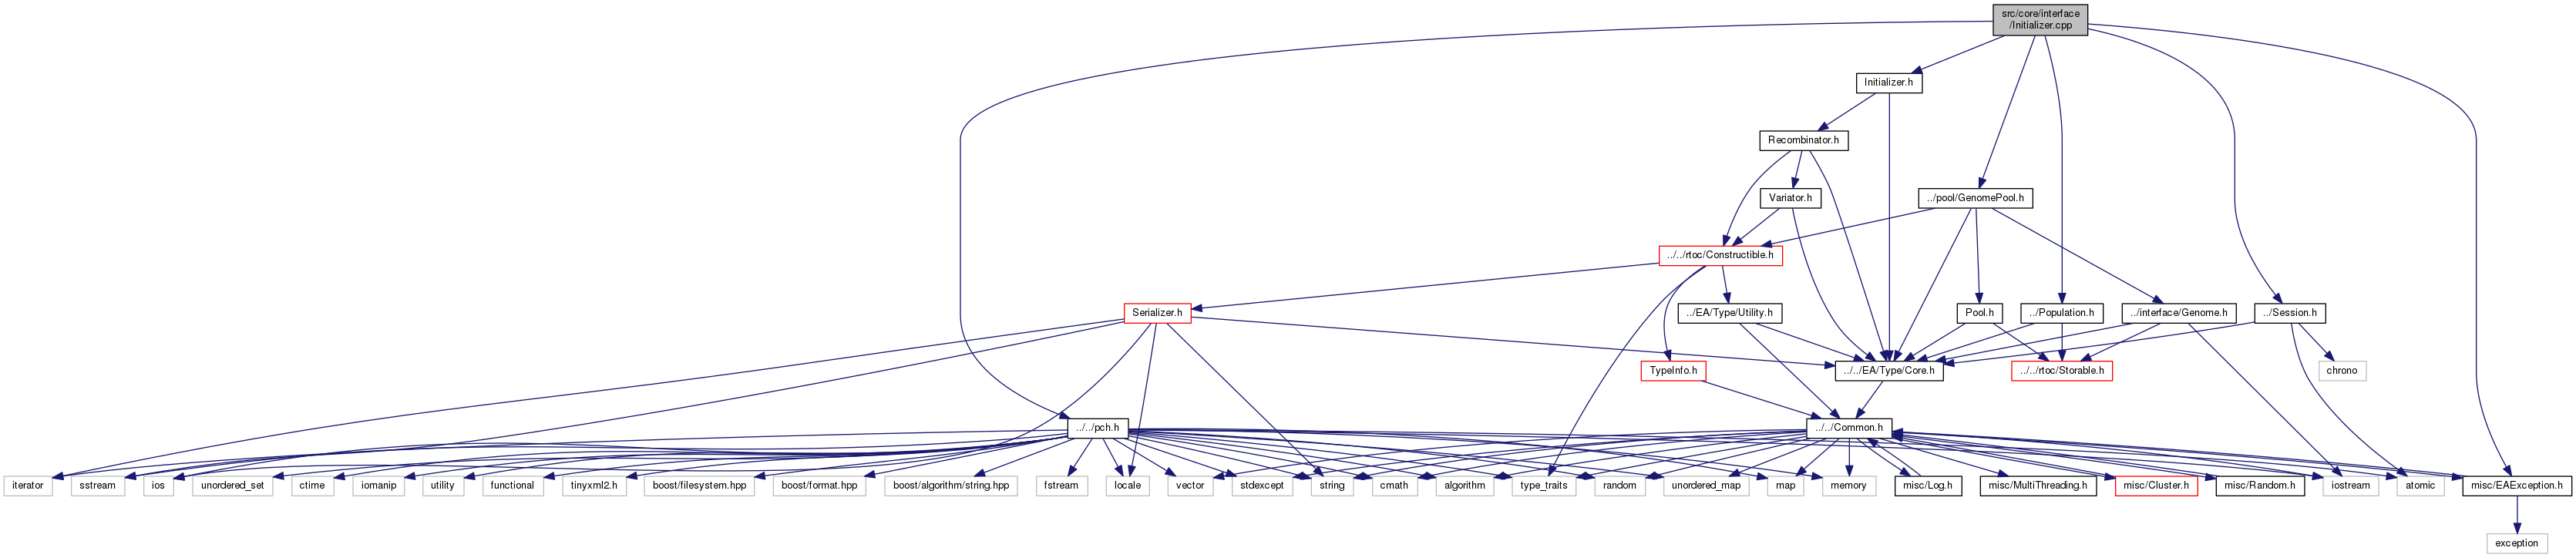 src/core/interface
/Initializer.cpp
Initializer.h
Recombinator.h
Variator.h
../pool/GenomePool.h
../../rtoc/Constructible.h
Serializer.h
../EA/Type/Utility.h
Pool.h
../Population.h
../interface/Genome.h
../Session.h
TypeInfo.h
../../EA/Type/Core.h
../../rtoc/Storable.h
chrono
../../pch.h
../../Common.h
iterator
sstream
ios
unordered_set
ctime
iomanip
utility
functional
tinyxml2.h
boost/filesystem.hpp
boost/format.hpp
boost/algorithm/string.hpp
fstream
locale
vector
stdexcept
string
cmath
algorithm
type_traits
random
unordered_map
map
memory
misc/Log.h
misc/MultiThreading.h
misc/Cluster.h
misc/Random.h
iostream
atomic
misc/EAException.h
exception